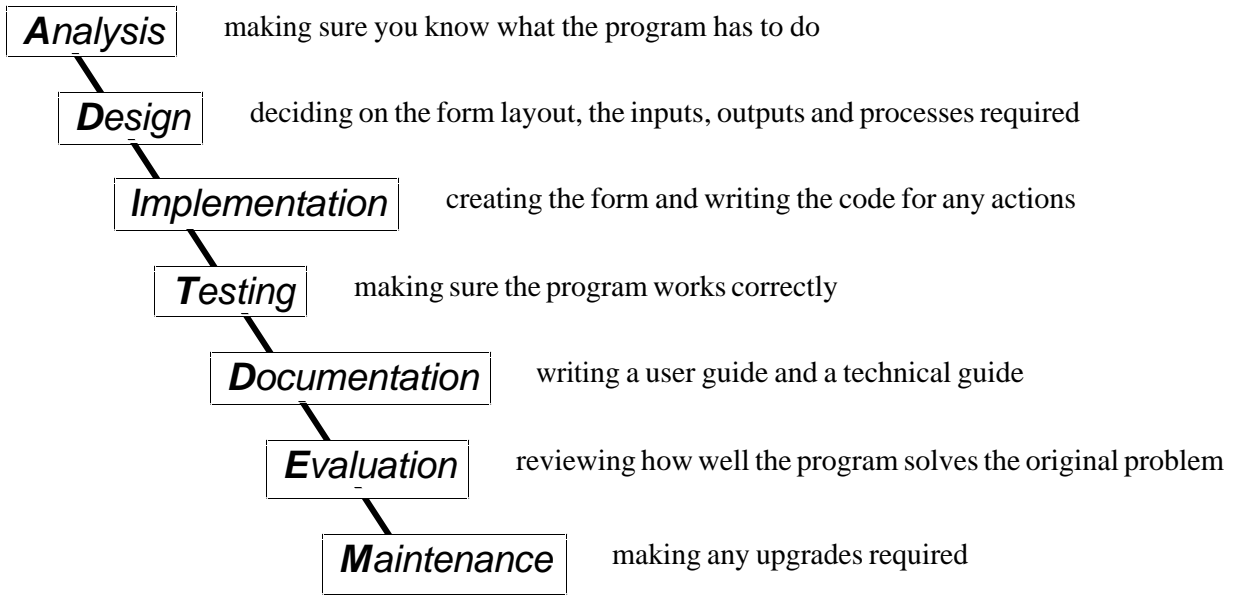 Analysis making sure you know what the program has to do
Design deciding on the form layout, the inputs, outputs and processes required
Implementation creating the form and writing the code for any actions
Testing making sure the program works correctly
Documentation writing a user guide and a technical guide
Evaluation reviewing how well the program solves the original problem
Maintenance making any upgrades required